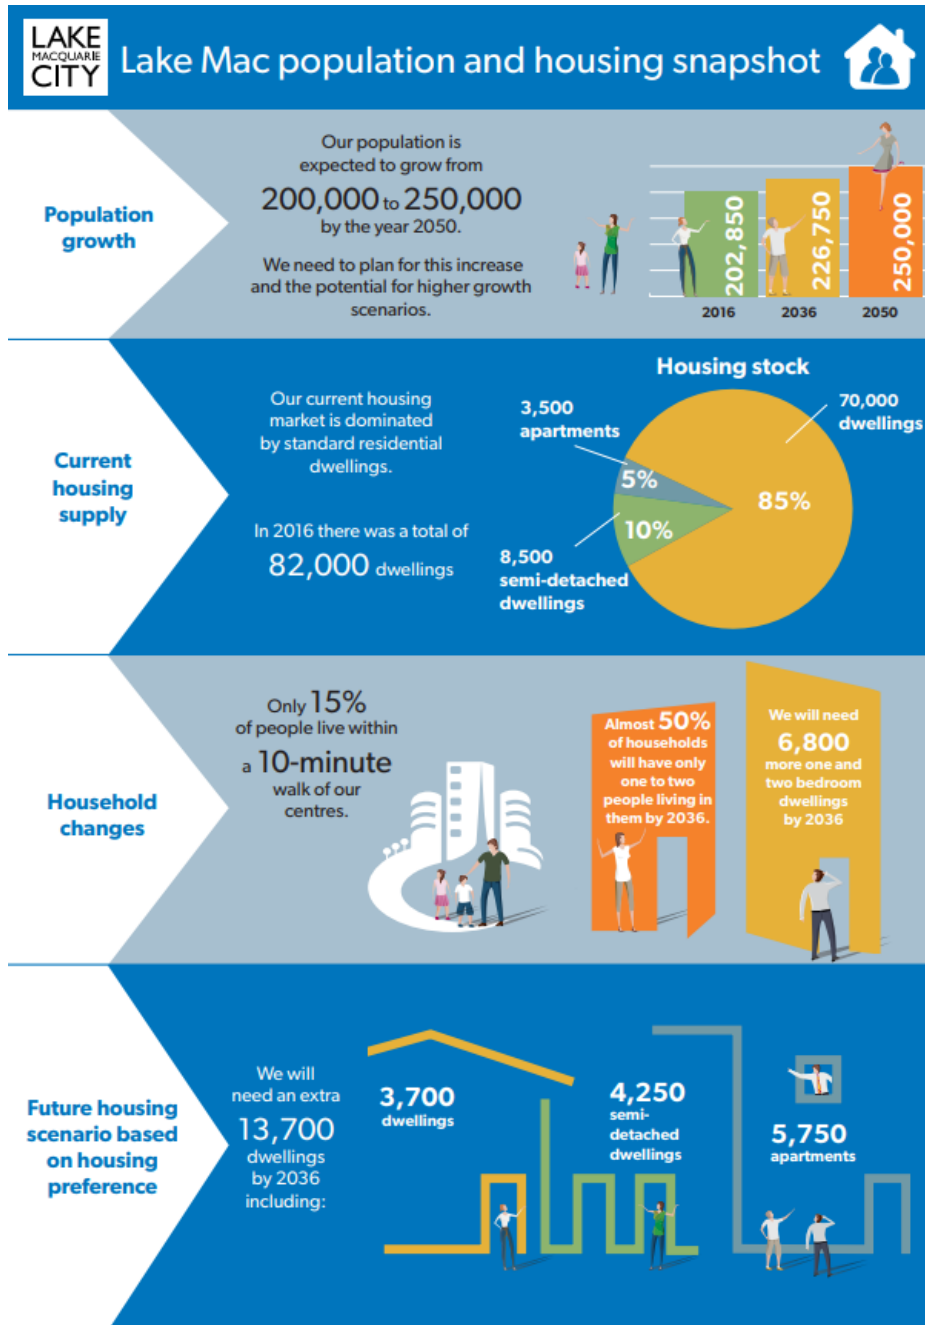 LAKE
MACQUARIE
CITY
Lake Mac population and housing snapshot
Population
growth
Our population is
expected to grow from
200,000 to 250,000
by the year 2050.
We need to plan for this increase
and the potential for higher growth
scenarios.
202,850
226,750
250,000
2016
2036
2050
Current
housing
supply
Our current housing
market is dominated
by standard residential
dwellings.
In 2016 there was a total of
82,000 dwellings
Housing stock
3,500
apartments
70,000
dwellings
5%
85%
10%
8,500
semi-detached
dwellings
Household
changes
Only 15%
of people live within
a 10-minute
walk of our
centres.
Almost 50%
of households
will have only
one to two
people living in
them by 2036.
We will need
6,800
more one and
two bedroom
dwellings
by 2036
Future housing
scenario based
on housing
preference
We will
need an extra
13,700
dwellings
by 2036
including:
3,700
dwellings
4,250
semi-
detached
dwellings
5,750
apartments